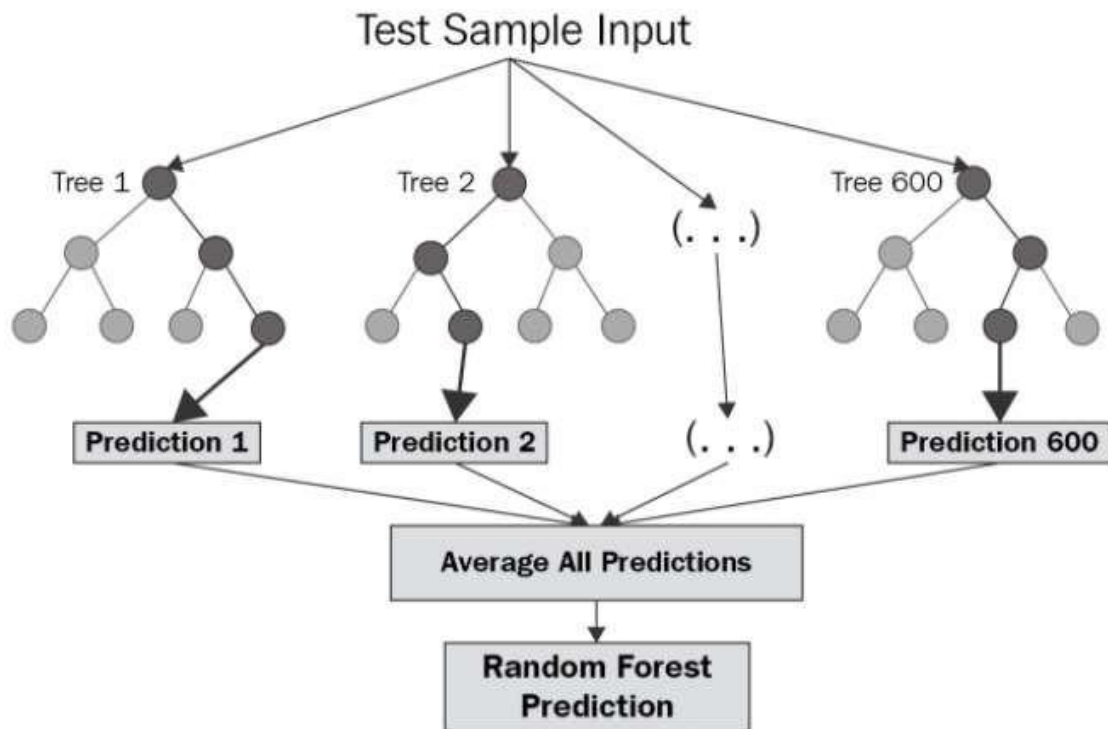 Test Sample Input
Tree 1
Tree 2
Tree 600
(. . .)
Prediction 1
Prediction 2
(. . .)
Prediction 600
Average All Predictions
Random Forest
Prediction